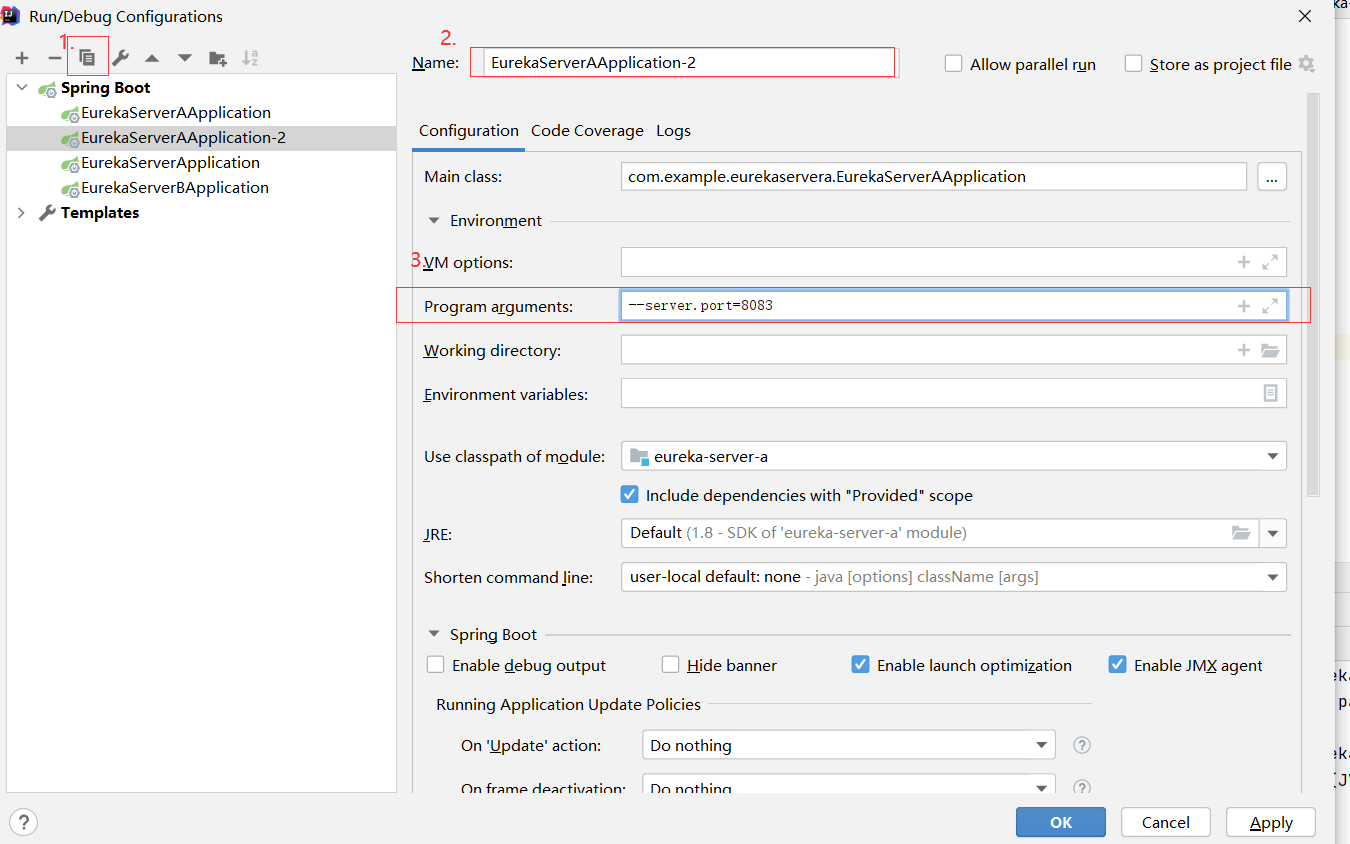 Run/Debug Configurations
1.
2.
Name: EurekaServerAApplication-2
Allow parallel run
Store as project file
Spring Boot
EurekaServerAApplication
EurekaServerAApplication-2
EurekaServerApplication
EurekaServerBApplication
Templates
Configuration Code Coverage Logs
Main class: com.example.eurekaservera.EurekaServerAApplication ...
Environment
3.
VM options:
Program arguments: --server.port=8083
Working directory:
Environment variables:
Use classpath of module: eureka-server-a
Include dependencies with "Provided" scope
JRE: Default (1.8 - SDK of 'eureka-server-a' module)
Shorten command line: user-local default: none - java [options] className [args]
Spring Boot
Enable debug output Hide banner Enable launch optimization Enable JMX agent
Running Application Update Policies
On 'Update' action: Do nothing ?
On frame deactivation: Do nothing ?
? OK Cancel Apply